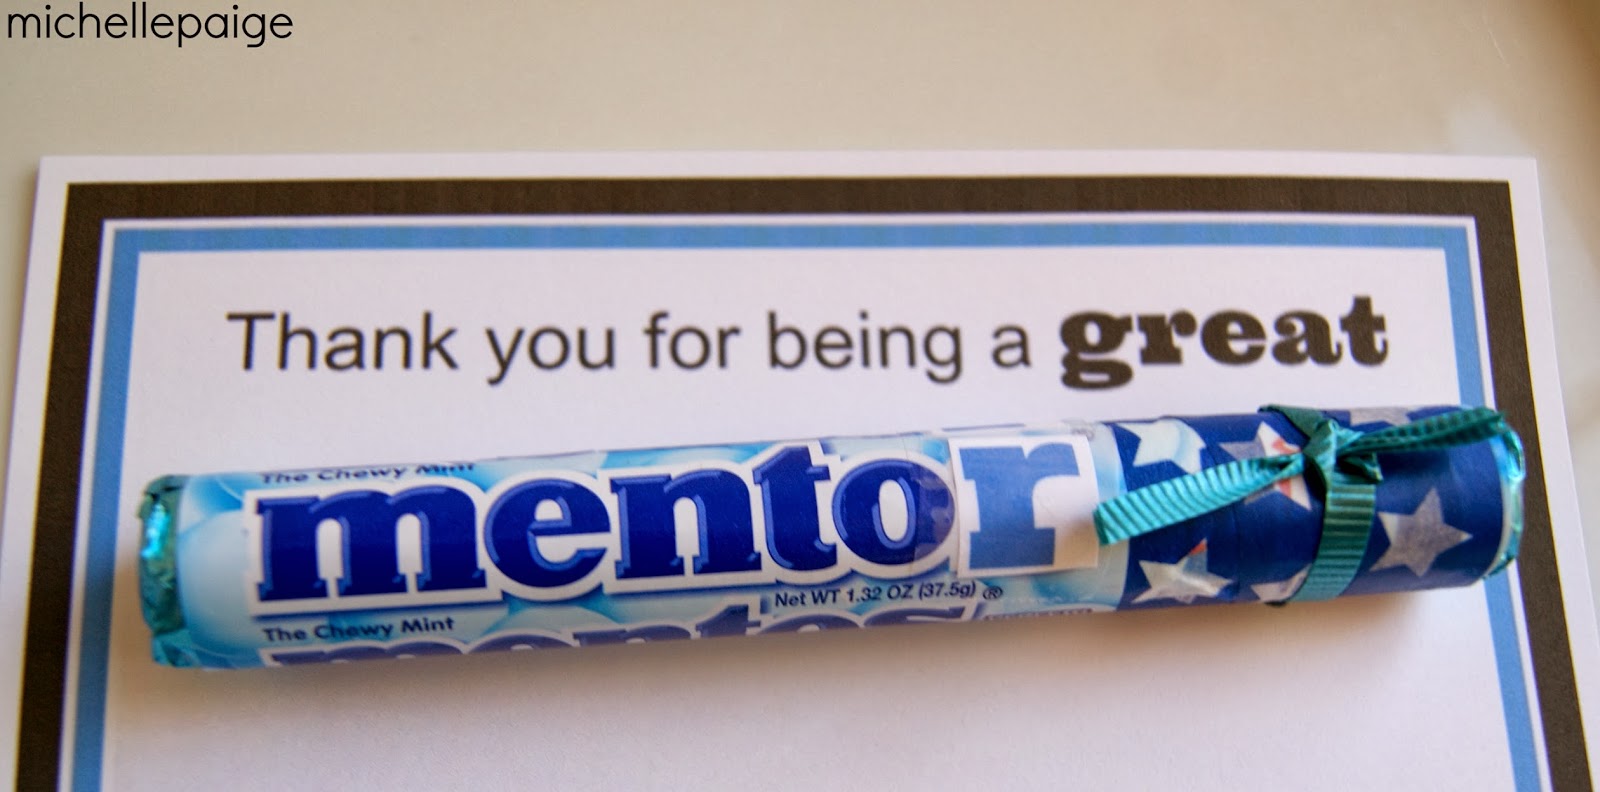 michellepaige
Thank you for being a great
The Chewy Mint
mentor
Net WT 1.32 OZ (37.5g) ®
The Chewy Mint
mentos